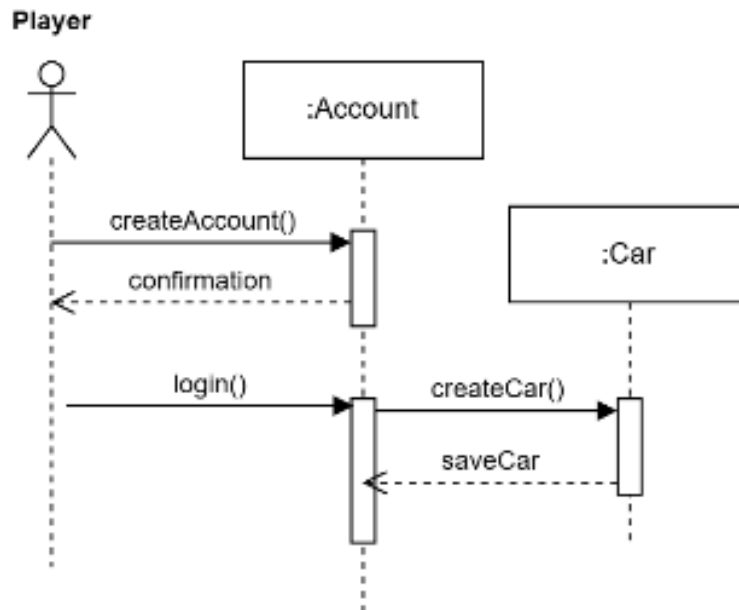 Player
:Account
createAccount()
:Car
confirmation
login()
createCar()
saveCar